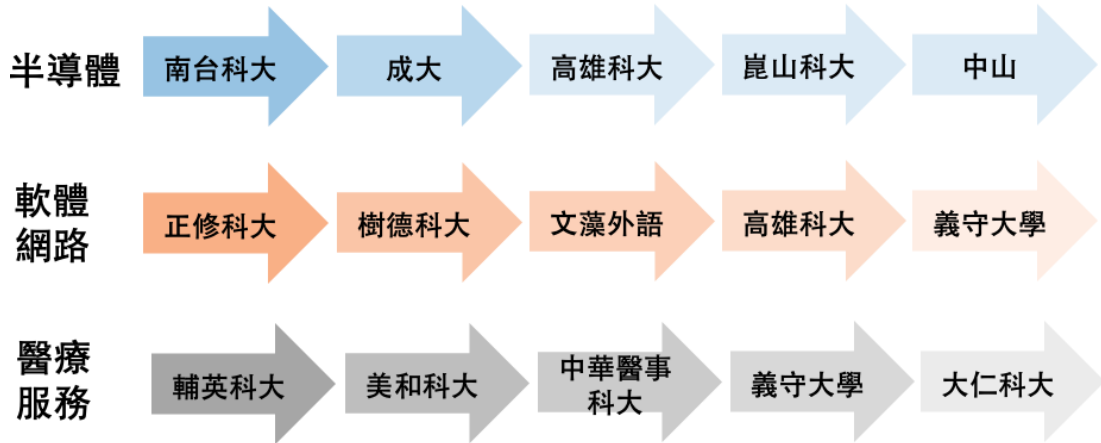 半導體
南台科大
成大
高雄科大
崑山科大
中山
軟體
網路
正修科大
樹德科大
文藻外語
高雄科大
義守大學
醫療
服務
輔英科大
美和科大
中華醫事
科大
義守大學
大仁科大